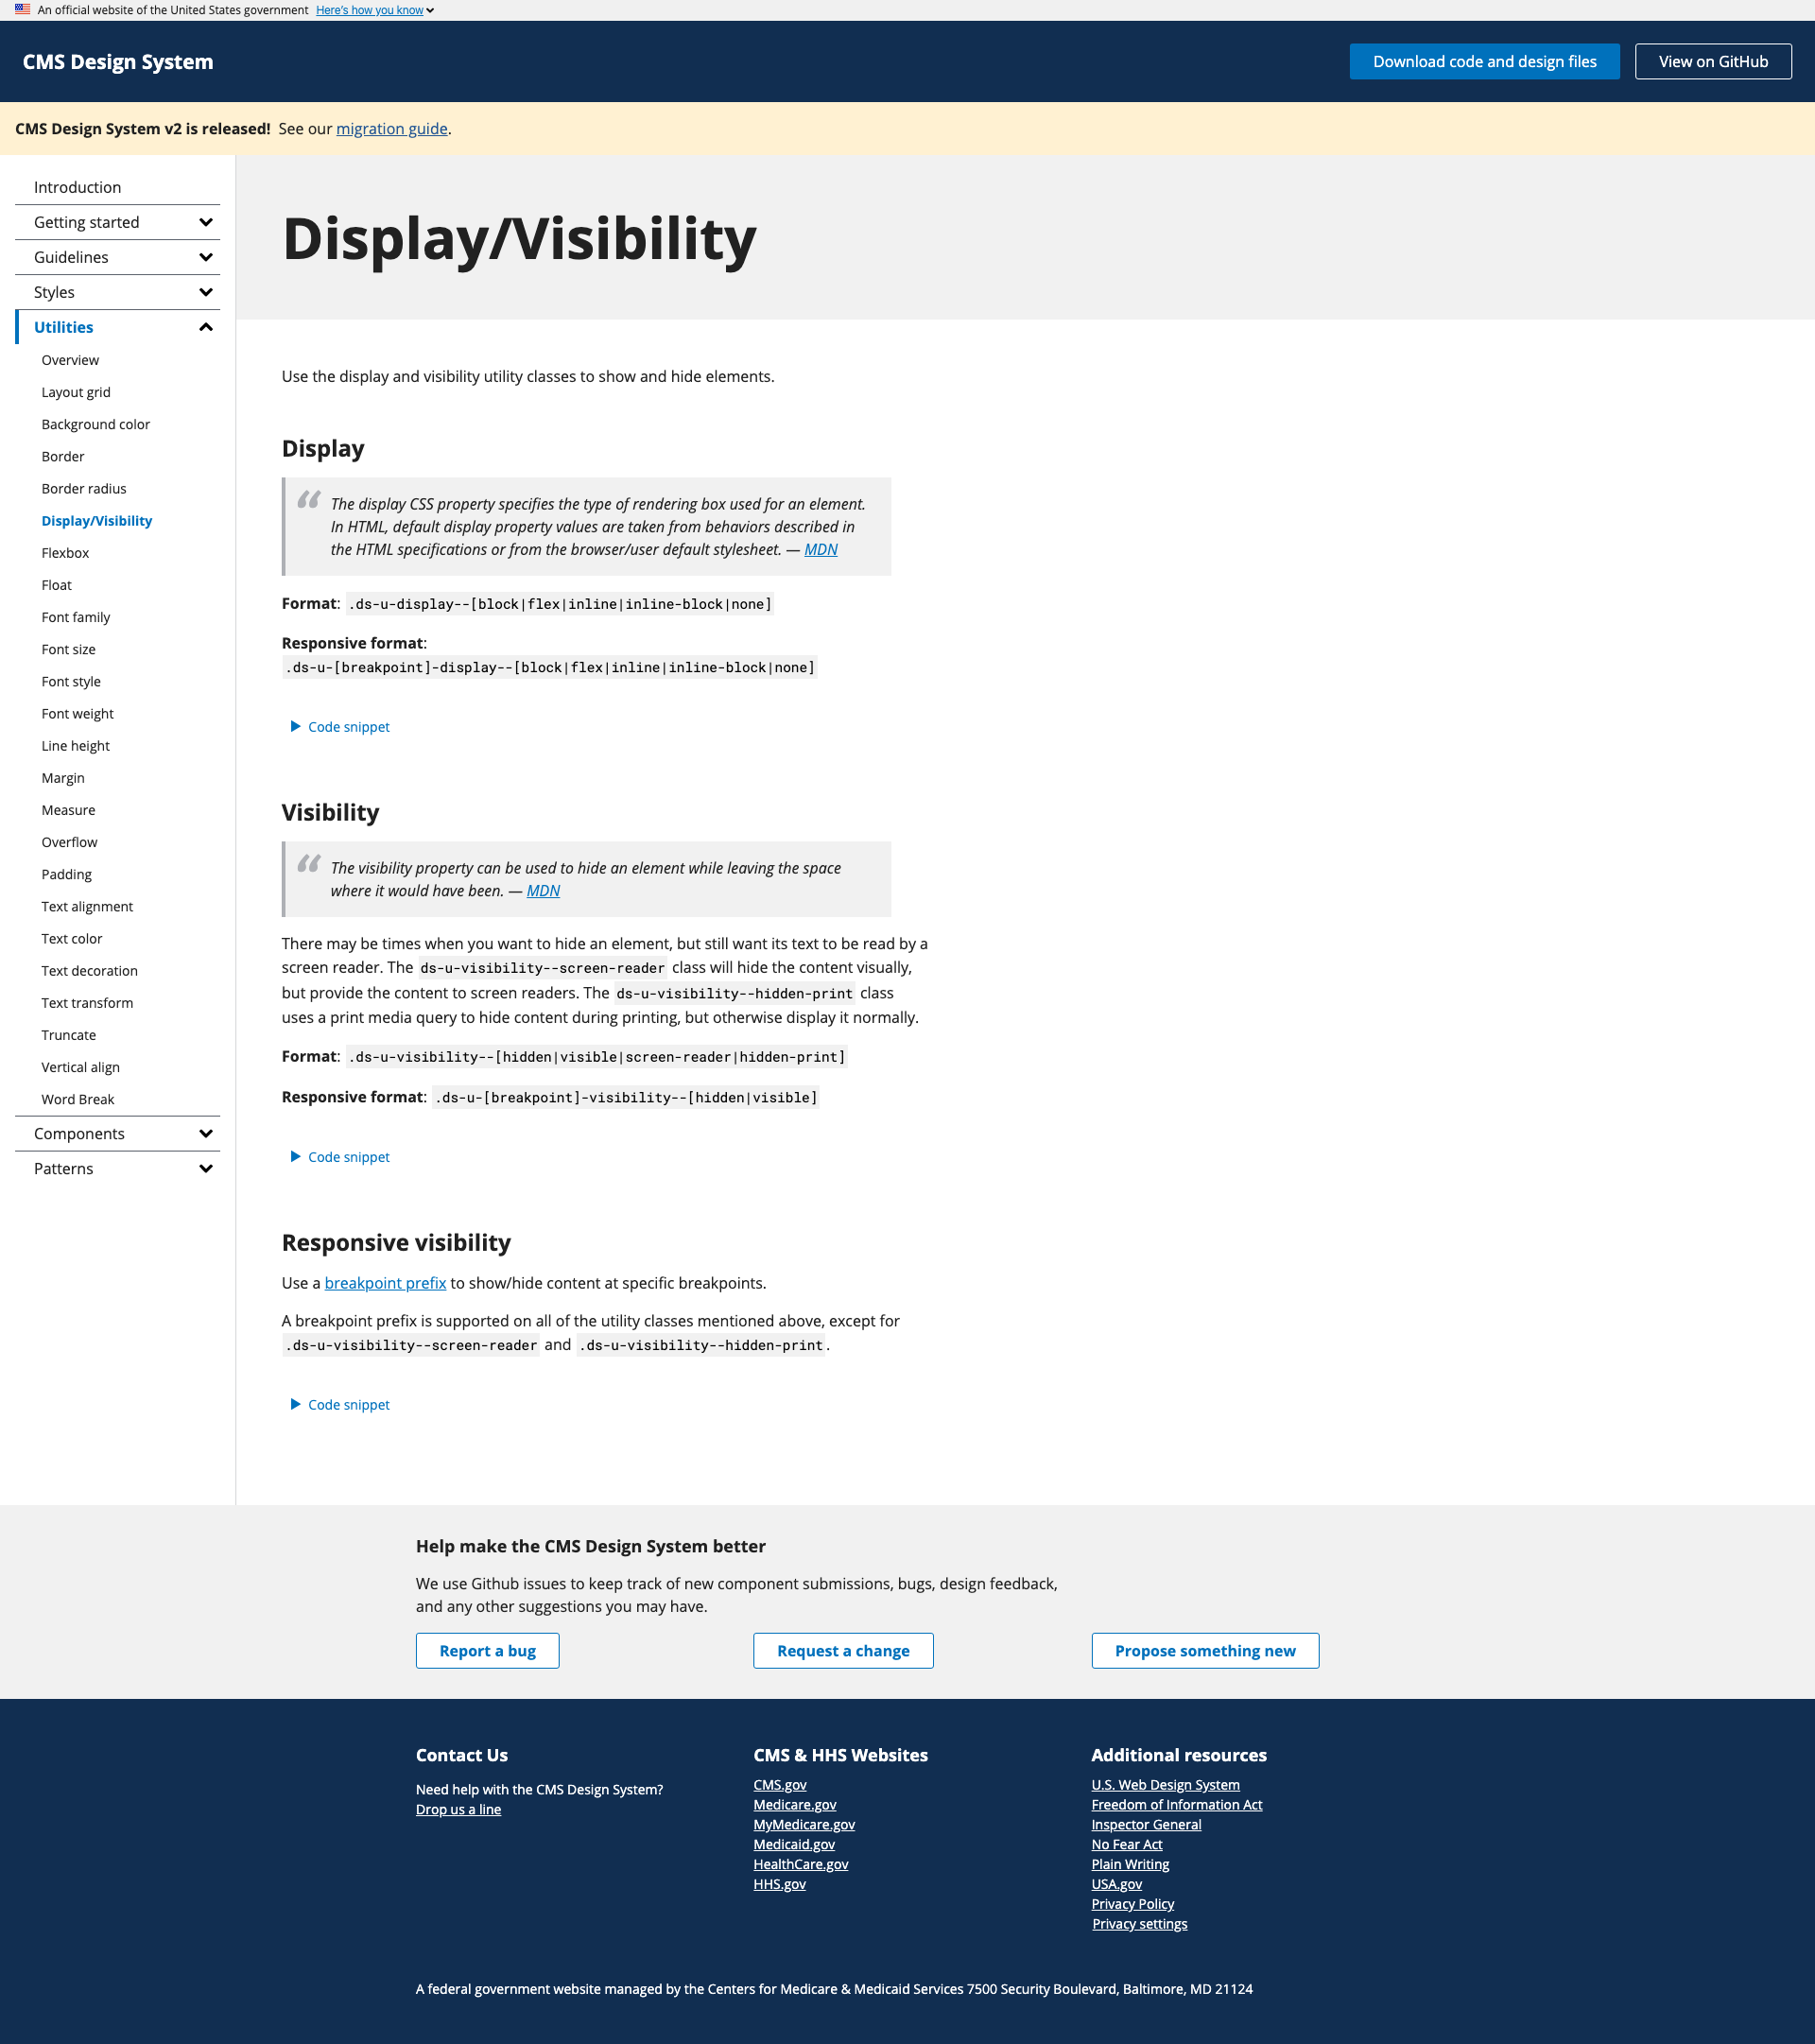 An official website of the United States government Here's how you know
CMS Design System
Download code and design files
View on GitHub
CMS Design System v2 is released! See our migration guide.
Introduction
Getting started
Guidelines
Styles
Utilities
Overview
Layout grid
Background color
Border
Border radius
Display/Visibility
Flexbox
Float
Font family
Font size
Font style
Font weight
Line height
Margin
Measure
Overflow
Padding
Text alignment
Text color
Text decoration
Text transform
Truncate
Vertical align
Word Break
Components
Patterns
Display/Visibility
Use the display and visibility utility classes to show and hide elements.
Display
“ The display CSS property specifies the type of rendering box used for an element.
In HTML, default display property values are taken from behaviors described in
the HTML specifications or from the browser/user default stylesheet. — MDN
Format: .ds-u-display--[block|flex|inline|inline-block|none]
Responsive format:
.ds-u-[breakpoint]-display--[block|flex|inline|inline-block|none]
Code snippet
Visibility
“ The visibility property can be used to hide an element while leaving the space
where it would have been. — MDN
There may be times when you want to hide an element, but still want its text to be read by a
screen reader. The ds-u-visibility--screen-reader class will hide the content visually,
but provide the content to screen readers. The ds-u-visibility--hidden-print class
uses a print media query to hide content during printing, but otherwise display it normally.
Format: .ds-u-visibility--[hidden|visible|screen-reader|hidden-print]
Responsive format: .ds-u-[breakpoint]-visibility--[hidden|visible]
Code snippet
Responsive visibility
Use a breakpoint prefix to show/hide content at specific breakpoints.
A breakpoint prefix is supported on all of the utility classes mentioned above, except for
.ds-u-visibility--screen-reader and .ds-u-visibility--hidden-print.
Code snippet
Help make the CMS Design System better
We use Github issues to keep track of new component submissions, bugs, design feedback,
and any other suggestions you may have.
Report a bug
Request a change
Propose something new
Contact Us
Need help with the CMS Design System?
Drop us a line
CMS & HHS Websites
CMS.gov
Medicare.gov
MyMedicare.gov
Medicaid.gov
HealthCare.gov
HHS.gov
Additional resources
U.S. Web Design System
Freedom of Information Act
Inspector General
No Fear Act
Plain Writing
USA.gov
Privacy Policy
Privacy settings
A federal government website managed by the Centers for Medicare & Medicaid Services 7500 Security Boulevard, Baltimore, MD 21124